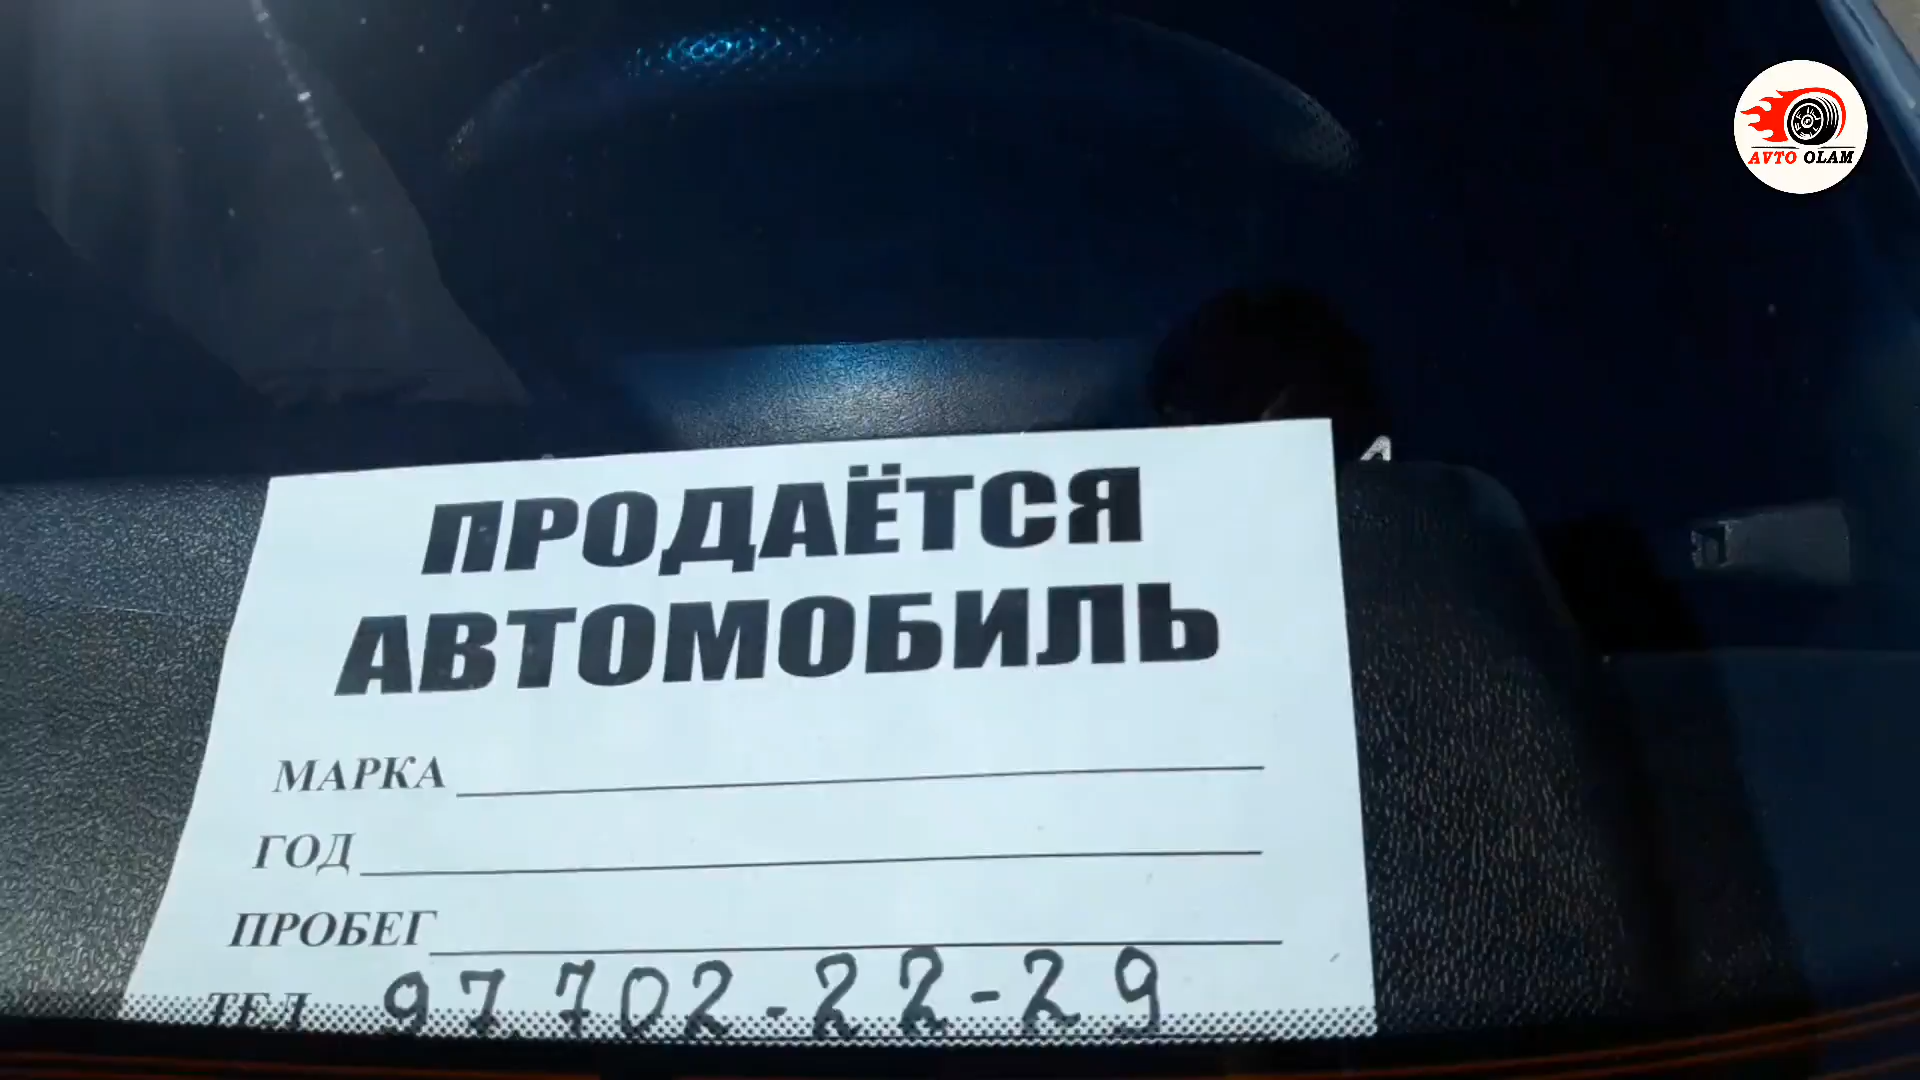 AVTO OLAM
ПРОДАЁТСЯ
АВТОМОБИЛЬ
МАРКА
ГОД
ПРОБЕГ
ТЕЛ 97 702-22-29